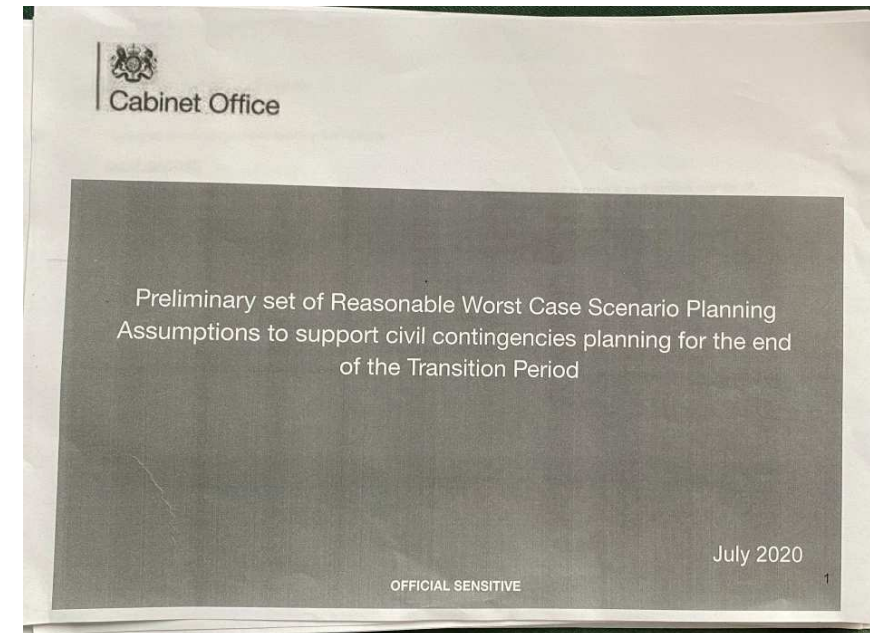 Cabinet Office
Preliminary set of Reasonable Worst Case Scenario Planning
Assumptions to support civil contingencies planning for the end
of the Transition Period
July 2020
OFFICIAL SENSITIVE
1